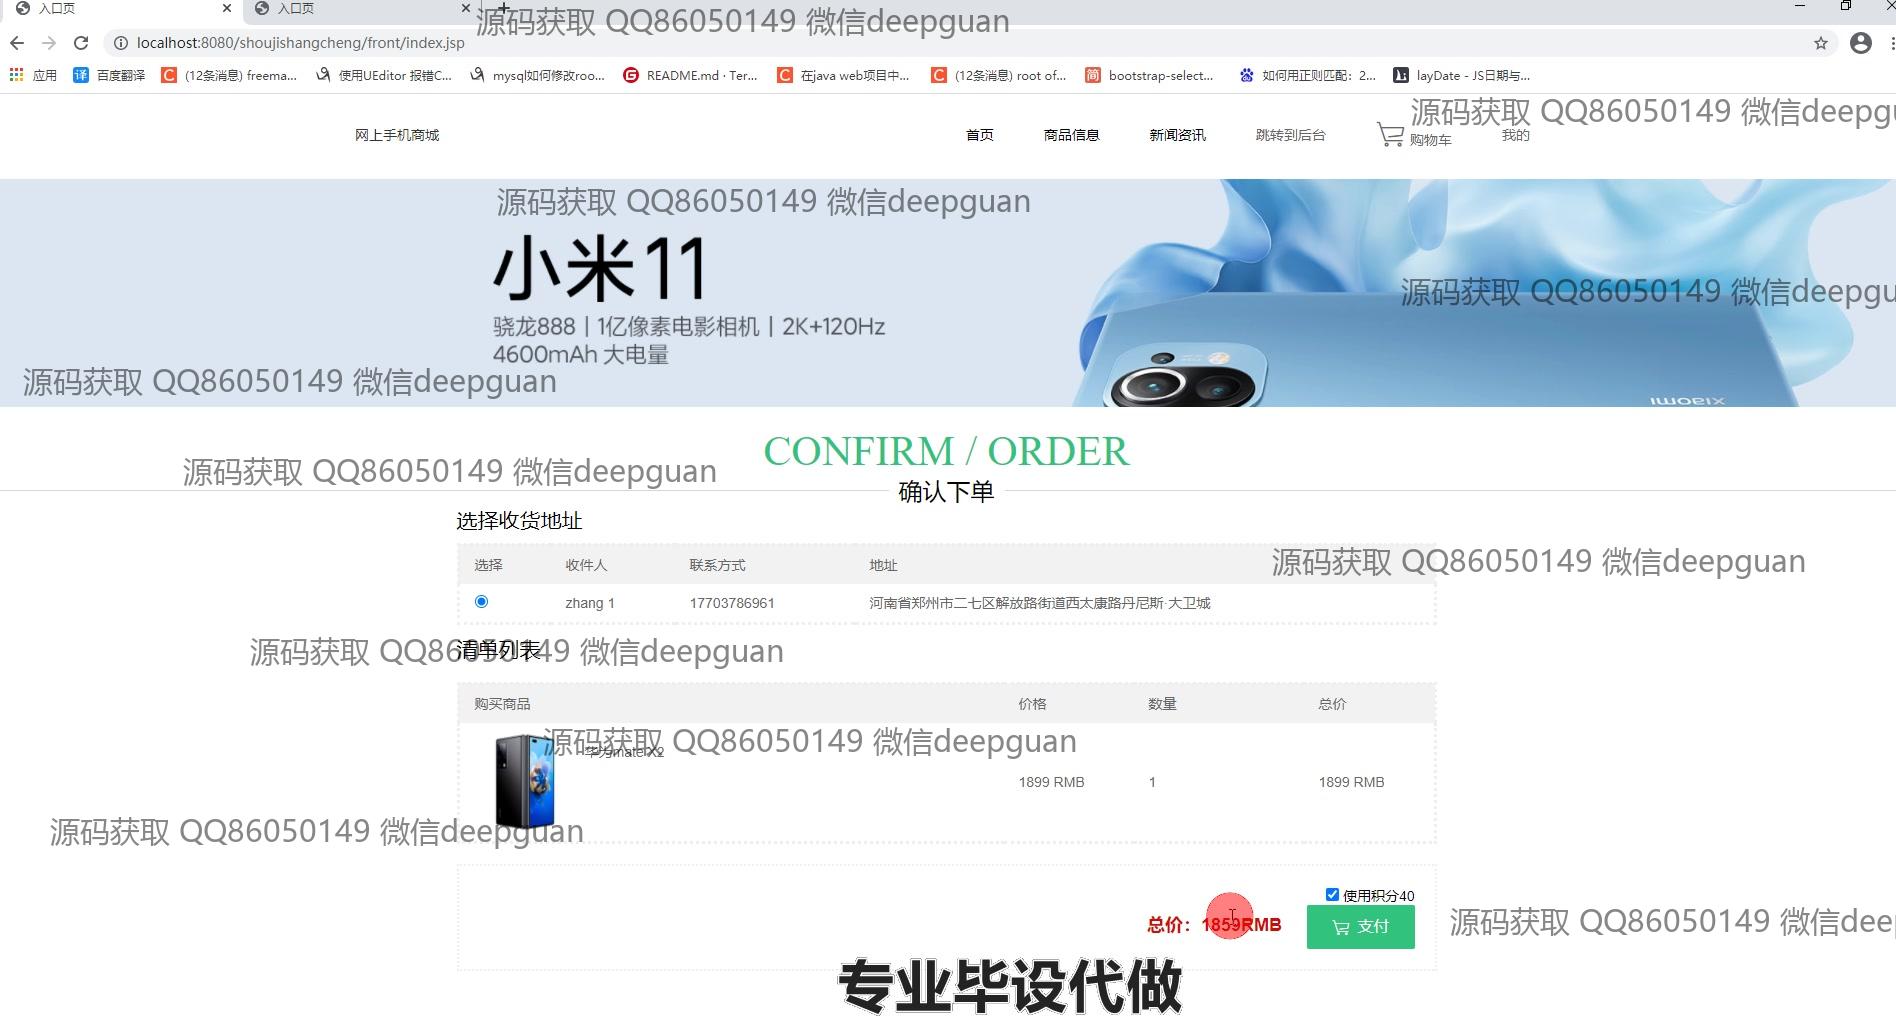 入口页
入口页
源码获取 QQ86050149 微信deepguan
localhost:8080/shoujishangcheng/front/index.jsp
应用 百度翻译 (12条消息) freema... 使用UEditor 报错C... mysql如何修改roo... README.md · Ter... 在java web项目中... (12条消息) root of... bootstrap-select... 如何用正则匹配：2... layDate - JS日期与...
源码获取 QQ86050149 微信deepgu
网上手机商城 首页 商品信息 新闻资讯 跳转到后台 购物车 我的
源码获取 QQ86050149 微信deepguan
小米11
骁龙888 | 1亿像素电影相机 | 2K+120Hz
4600mAh 大电量
源码获取 QQ86050149 微信deepgu
XIAOMI
源码获取 QQ86050149 微信deepguan
CONFIRM / ORDER
源码获取 QQ86050149 微信deepguan
确认下单
选择收货地址
选择 收件人 联系方式 地址
源码获取 QQ86050149 微信deepguan
zhang 1 17703786961 河南省郑州市二七区解放路街道西太康路丹尼斯·大卫城
清单列表
源码获取 QQ86050149 微信deepguan
购买商品 价格 数量 总价
源码获取 QQ86050149 微信deepguan
华为mate X2
1899 RMB 1 1899 RMB
源码获取 QQ86050149 微信deepguan
使用积分40
总价：1859RMB 支付
源码获取 QQ86050149 微信dee
专业毕设代做